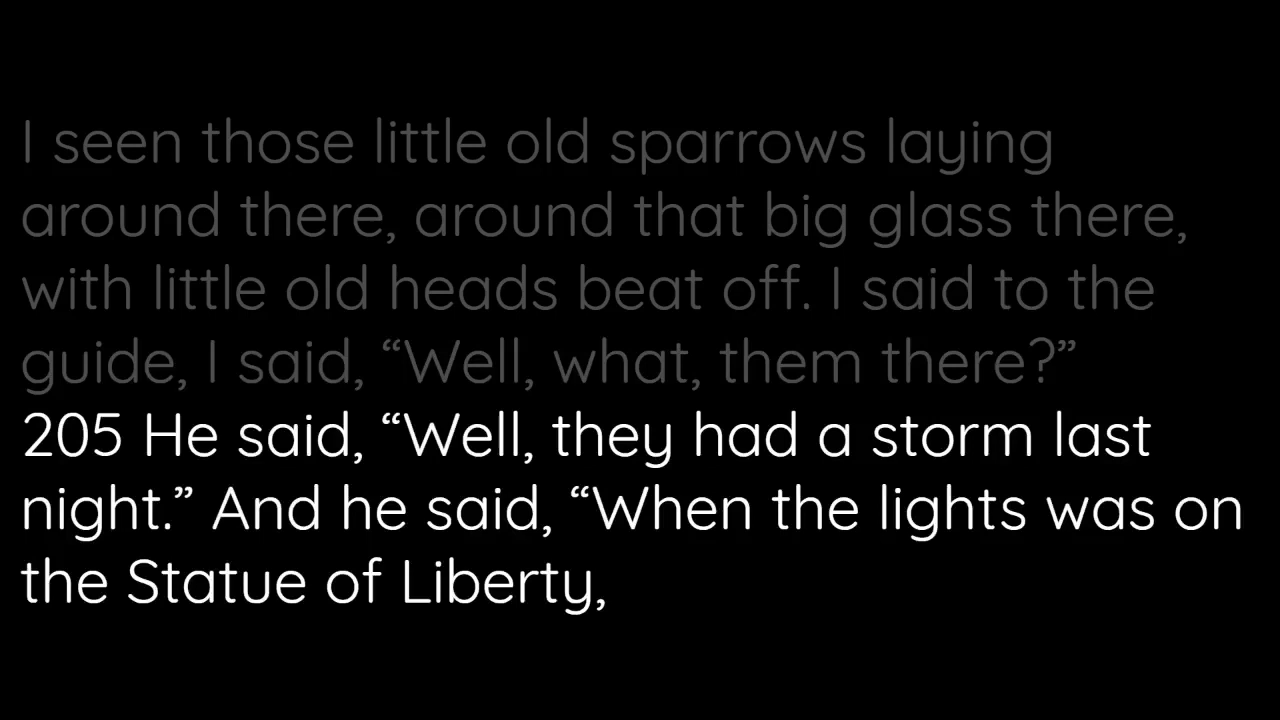 I seen those little old sparrows laying
around there, around that big glass there,
with little old heads beat off. I said to the
guide, I said, “Well, what, them there?”
205 He said, “Well, they had a storm last
night.” And he said, “When the lights was on
the Statue of Liberty,